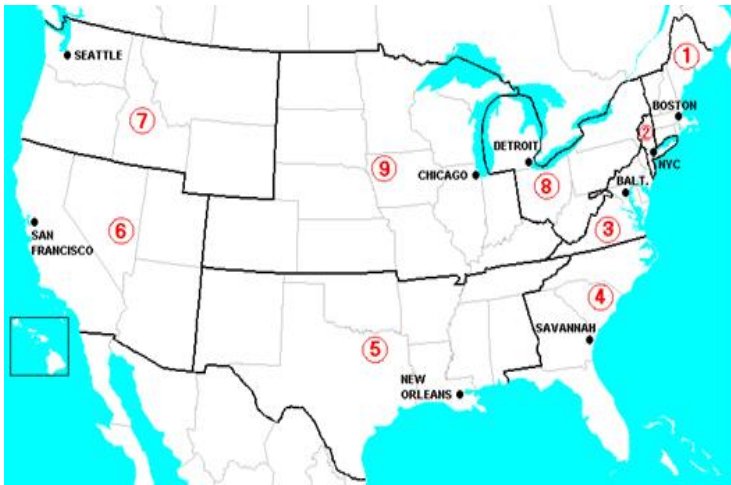 SEATTLE
1
BOSTON
7
2
DETROIT
NYC
9
CHICAGO
8
BALT.
6
3
SAN
FRANCISCO
4
SAVANNAH
5
NEW
ORLEANS